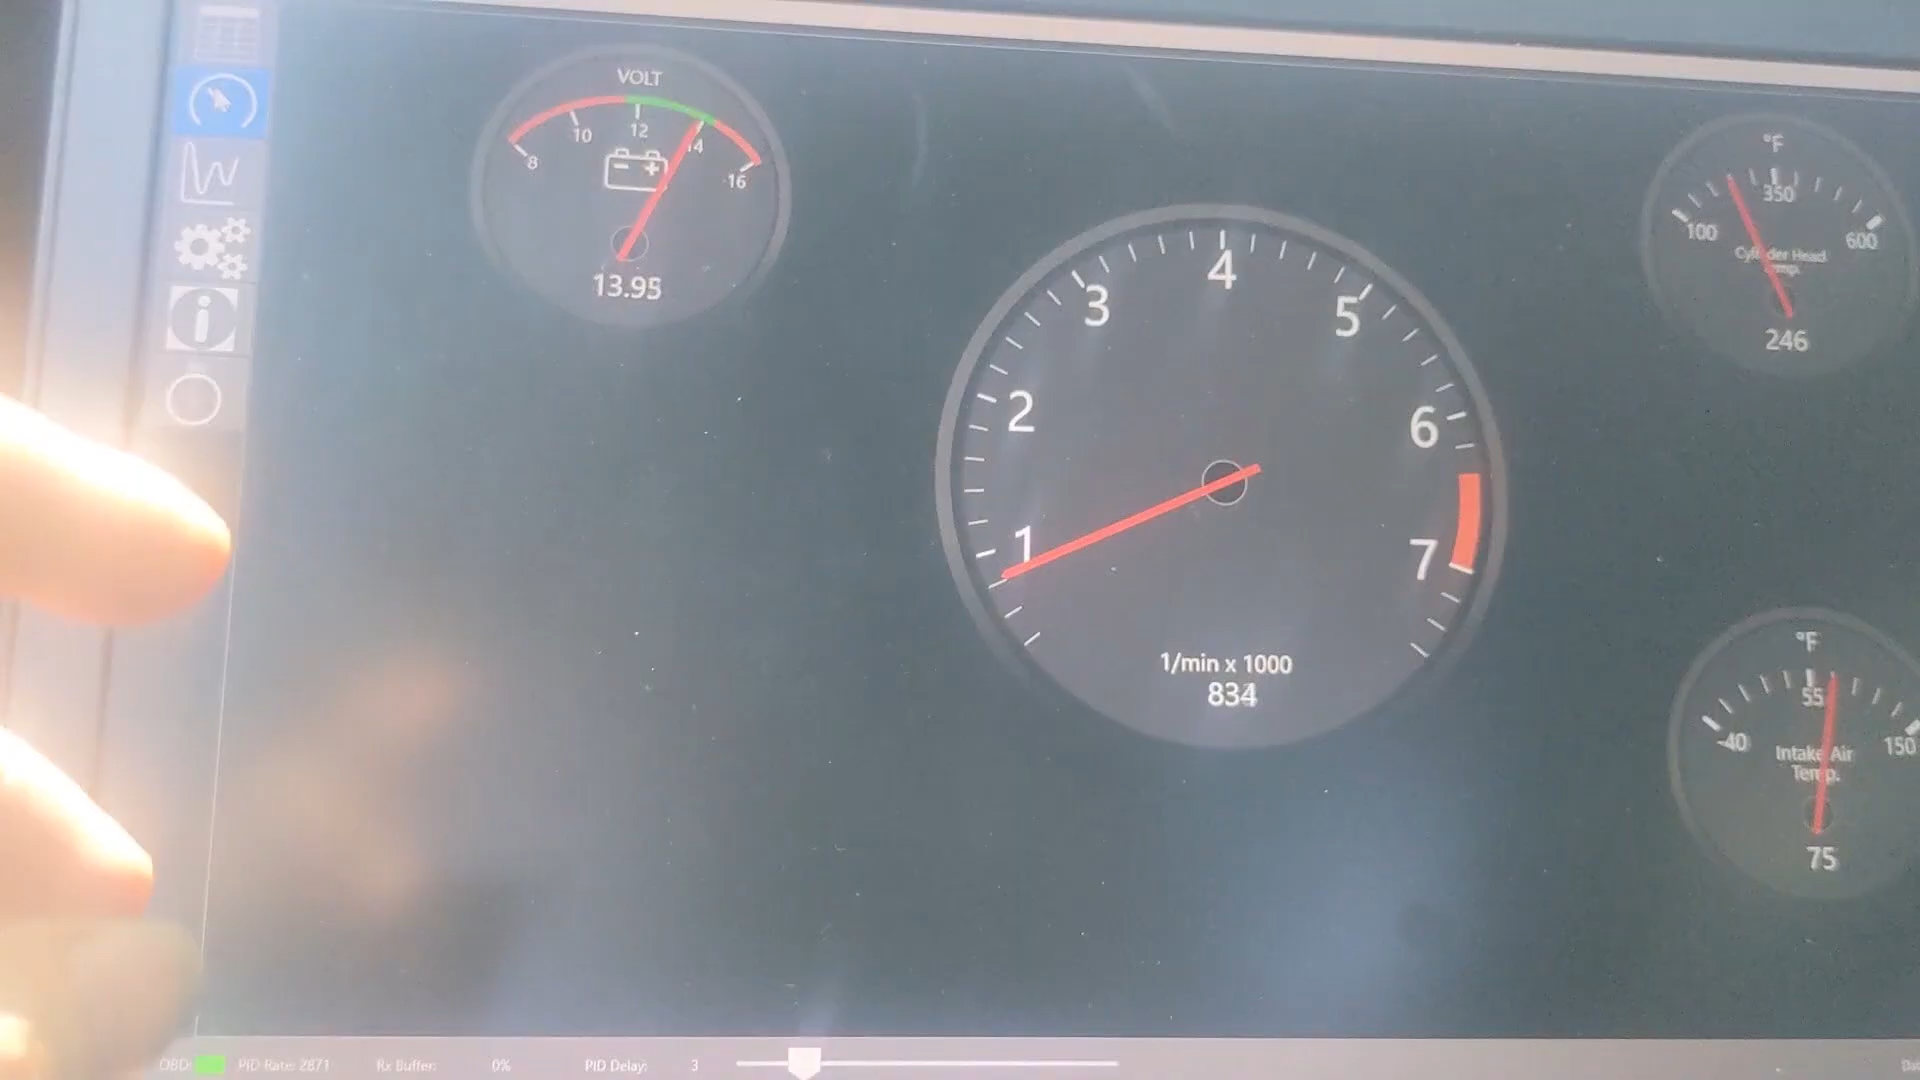 VOLT
8 10 12 14 16
13.95
1 2 3 4 5 6 7
1/min x 1000
834
°F
100 350 600
Cylinder Head
Temp.
246
°F
-40 55 150
Intake Air
Temp.
75
OBD: PID Rate: 2871 Rx Buffer: 0% PID Delay: 3